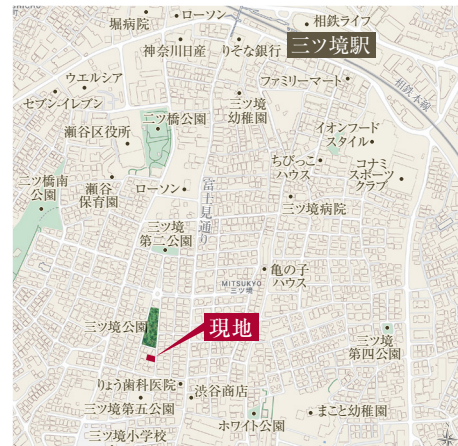 堀病院
ローソン
相鉄ライフ
神奈川日産
りそな銀行
三ツ境駅
ウエルシア
ファミリーマート
相鉄本線
セブン-イレブン
三ツ境
幼稚園
二ツ橋公園
瀬谷区役所
イオンフード
スタイル
ちびっこ
ハウス
コナミ
スポーツ
クラブ
二ツ橋南
公園
瀬谷
保育園
ローソン
富士見通り
三ツ境病院
三ツ境
第二公園
亀の子
ハウス
MITSUKYO
三ツ境
三ツ境公園
現地
三ツ境
第四公園
りょう歯科医院
渋谷商店
三ツ境第五公園
まこと幼稚園
ホワイト公園
三ツ境小学校